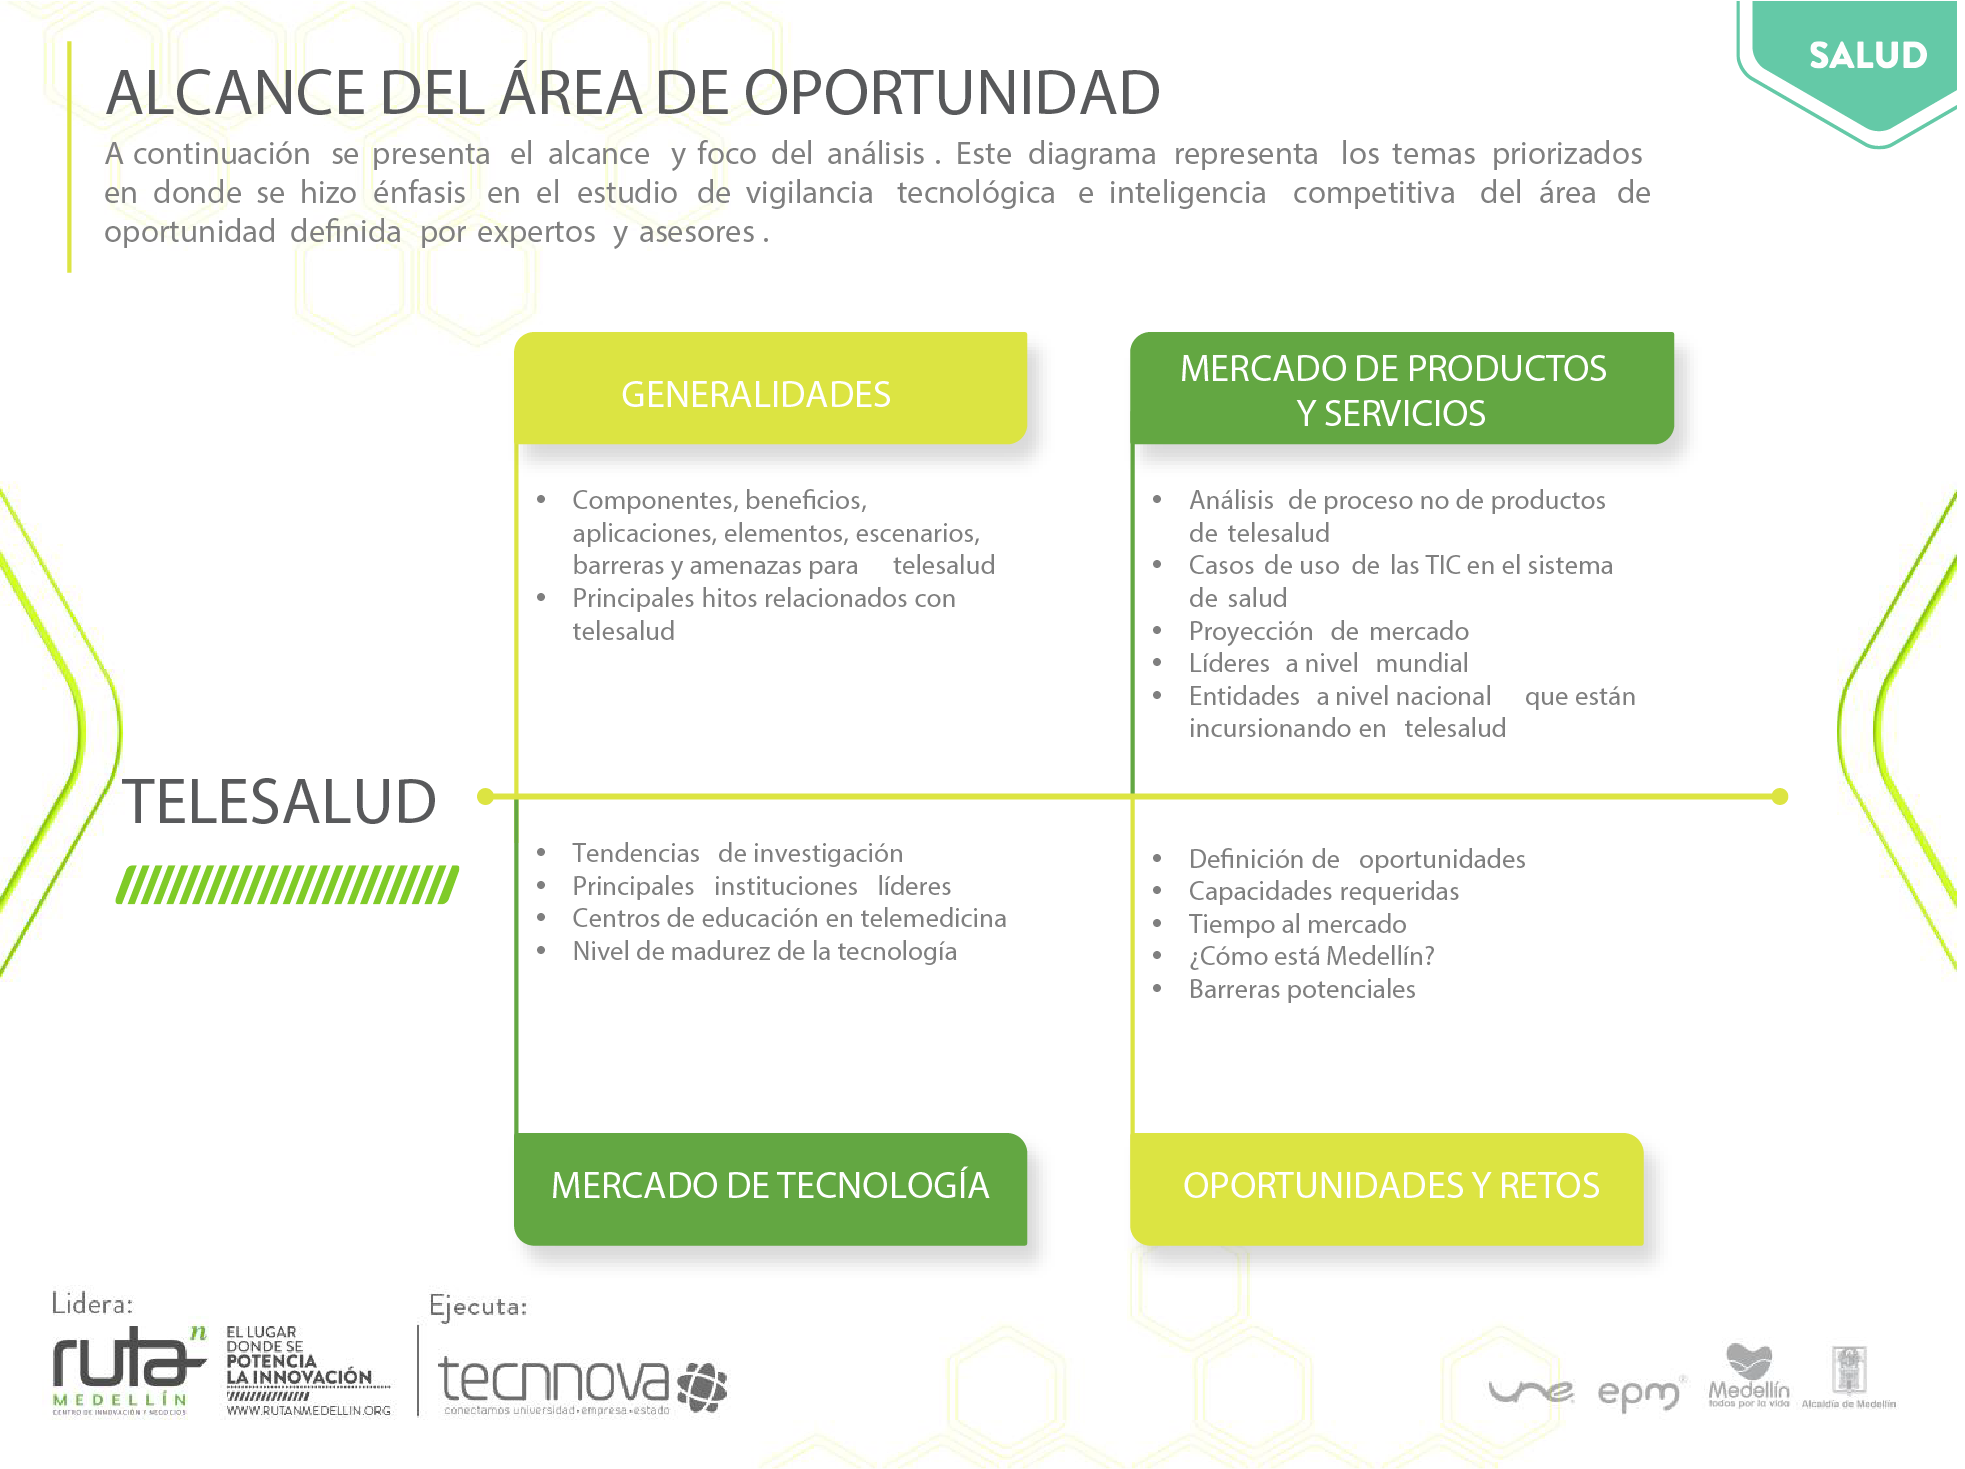 SALUD
ALCANCE DEL ÁREA DE OPORTUNIDAD
A continuación se presenta el alcance y foco del análisis . Este diagrama representa los temas priorizados
en donde se hizo énfasis en el estudio de vigilancia tecnológica e inteligencia competitiva del área de
oportunidad definida por expertos y asesores .
GENERALIDADES
• Componentes, beneficios,
aplicaciones, elementos, escenarios,
barreras y amenazas para telesalud
• Principales hitos relacionados con
telesalud
MERCADO DE PRODUCTOS
Y SERVICIOS
• Análisis de proceso no de productos
de telesalud
• Casos de uso de las TIC en el sistema
de salud
• Proyección de mercado
• Líderes a nivel mundial
• Entidades a nivel nacional que están
incursionando en telesalud
TELESALUD
• Tendencias de investigación
• Principales instituciones líderes
• Centros de educación en telemedicina
• Nivel de madurez de la tecnología
MERCADO DE TECNOLOGÍA
• Definición de oportunidades
• Capacidades requeridas
• Tiempo al mercado
• ¿Cómo está Medellín?
• Barreras potenciales
OPORTUNIDADES Y RETOS
Lidera:
ruta n
MEDELLÍN
CENTRO DE INNOVACIÓN Y NEGOCIOS
EL LUGAR
DONDE SE
POTENCIA
LA INNOVACIÓN
WWW.RUTANMEDELLIN.ORG
Ejecuta:
tecnnova
conectamos universidad • empresa • estado
une
epm®
Medellín
todos por la vida
Alcaldía de Medellín